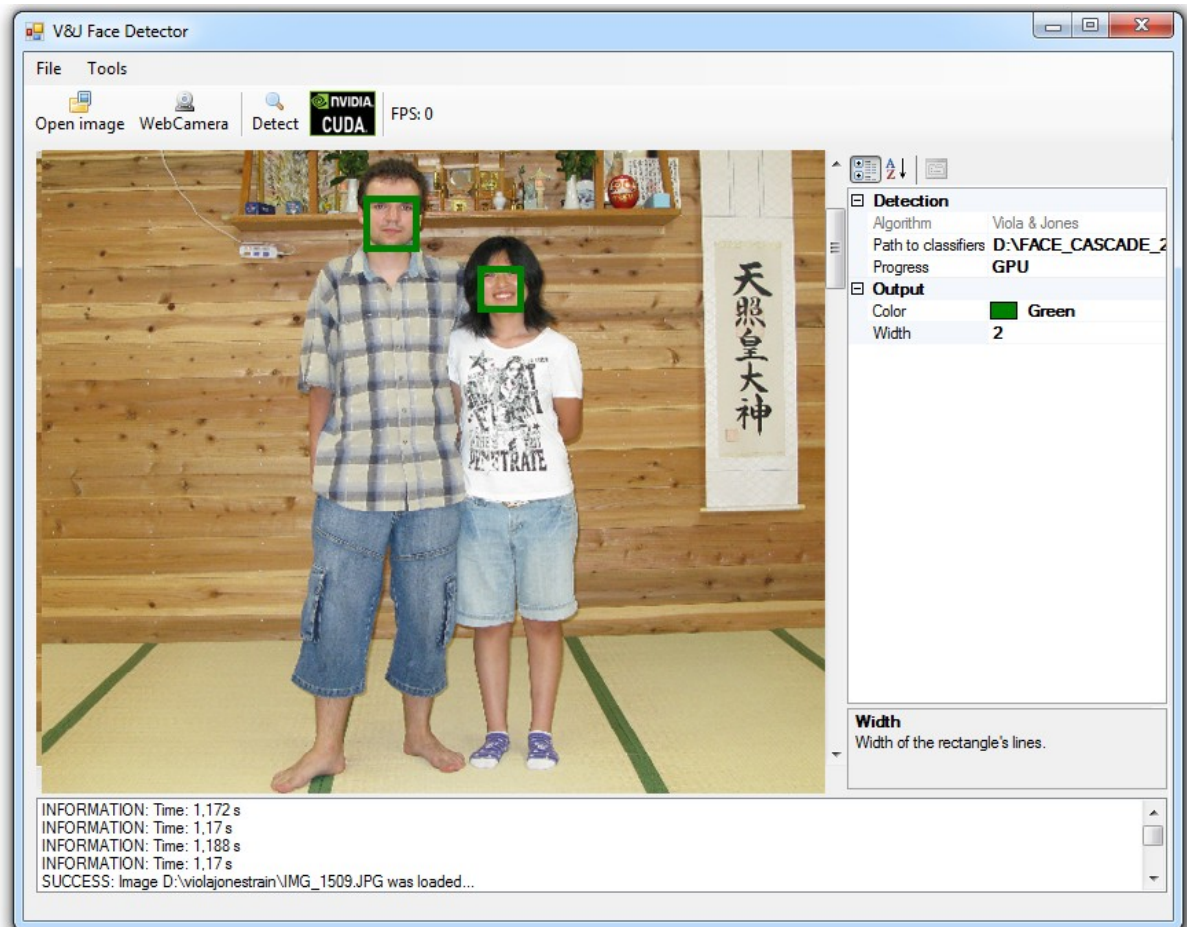 V&J Face Detector
File Tools
Open image WebCamera Detect NVIDIA CUDA FPS: 0
Detection
Algorithm Viola & Jones
Path to classifiers D:\FACE_CASCADE_2
Progress GPU
Output
Color Green
Width 2
天照皇大神
PENETRATE
Width
Width of the rectangle's lines.
INFORMATION: Time: 1,172 s
INFORMATION: Time: 1,17 s
INFORMATION: Time: 1,188 s
INFORMATION: Time: 1,17 s
SUCCESS: Image D:\violajonestrain\IMG_1509.JPG was loaded...